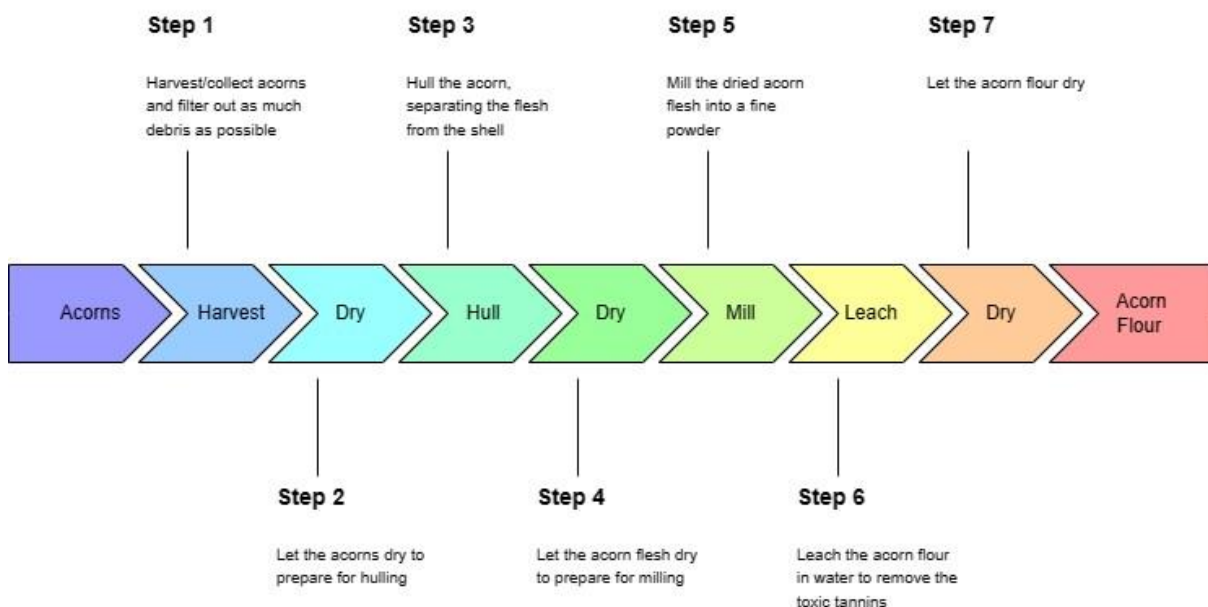 Step 1
Harvest/collect acorns
and filter out as much
debris as possible
Step 3
Hull the acorn,
separating the flesh
from the shell
Step 5
Mill the dried acorn
flesh into a fine
powder
Step 7
Let the acorn flour dry
Acorns
Harvest
Dry
Hull
Dry
Mill
Leach
Dry
Acorn
Flour
Step 2
Let the acorns dry to
prepare for hulling
Step 4
Let the acorn flesh dry
to prepare for milling
Step 6
Leach the acorn flour
in water to remove the
toxic tannins